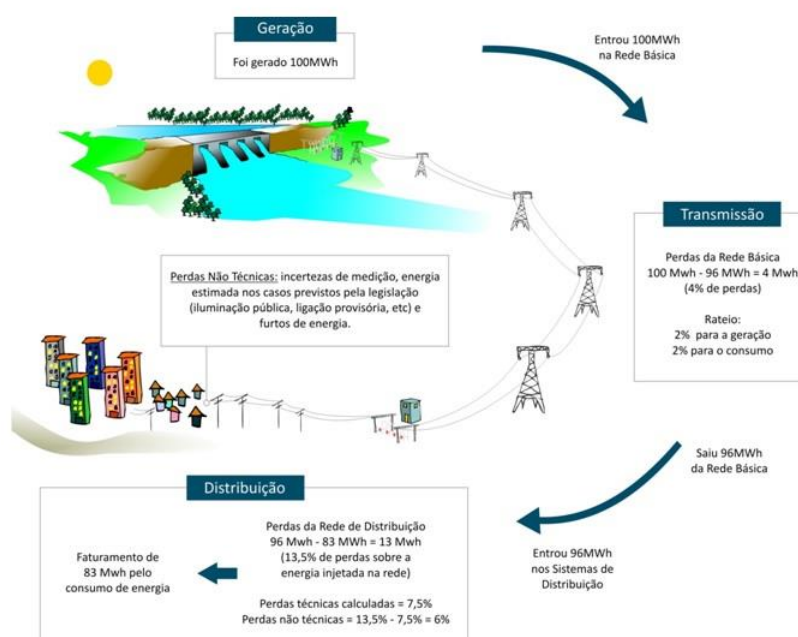 Geração
Foi gerado 100MWh
Entrou 100MWh
na Rede Básica
Transmissão
Perdas da Rede Básica
100 Mwh - 96 MWh = 4 Mwh
(4% de perdas)
Rateio:
2% para a geração
2% para o consumo
Perdas Não Técnicas: incertezas de medição, energia
estimada nos casos previstos pela legislação
(iluminação pública, ligação provisória, etc) e
furtos de energia.
Saiu 96MWh
da Rede Básica
Entrou 96MWh
nos Sistemas de
Distribuição
Distribuição
Perdas da Rede de Distribuição
96 Mwh - 83 MWh = 13 Mwh
(13,5% de perdas sobre a
energia injetada na rede)
Perdas técnicas calculadas = 7,5%
Perdas não técnicas = 13,5% - 7,5% = 6%
Faturamento de
83 Mwh pelo
consumo de energia